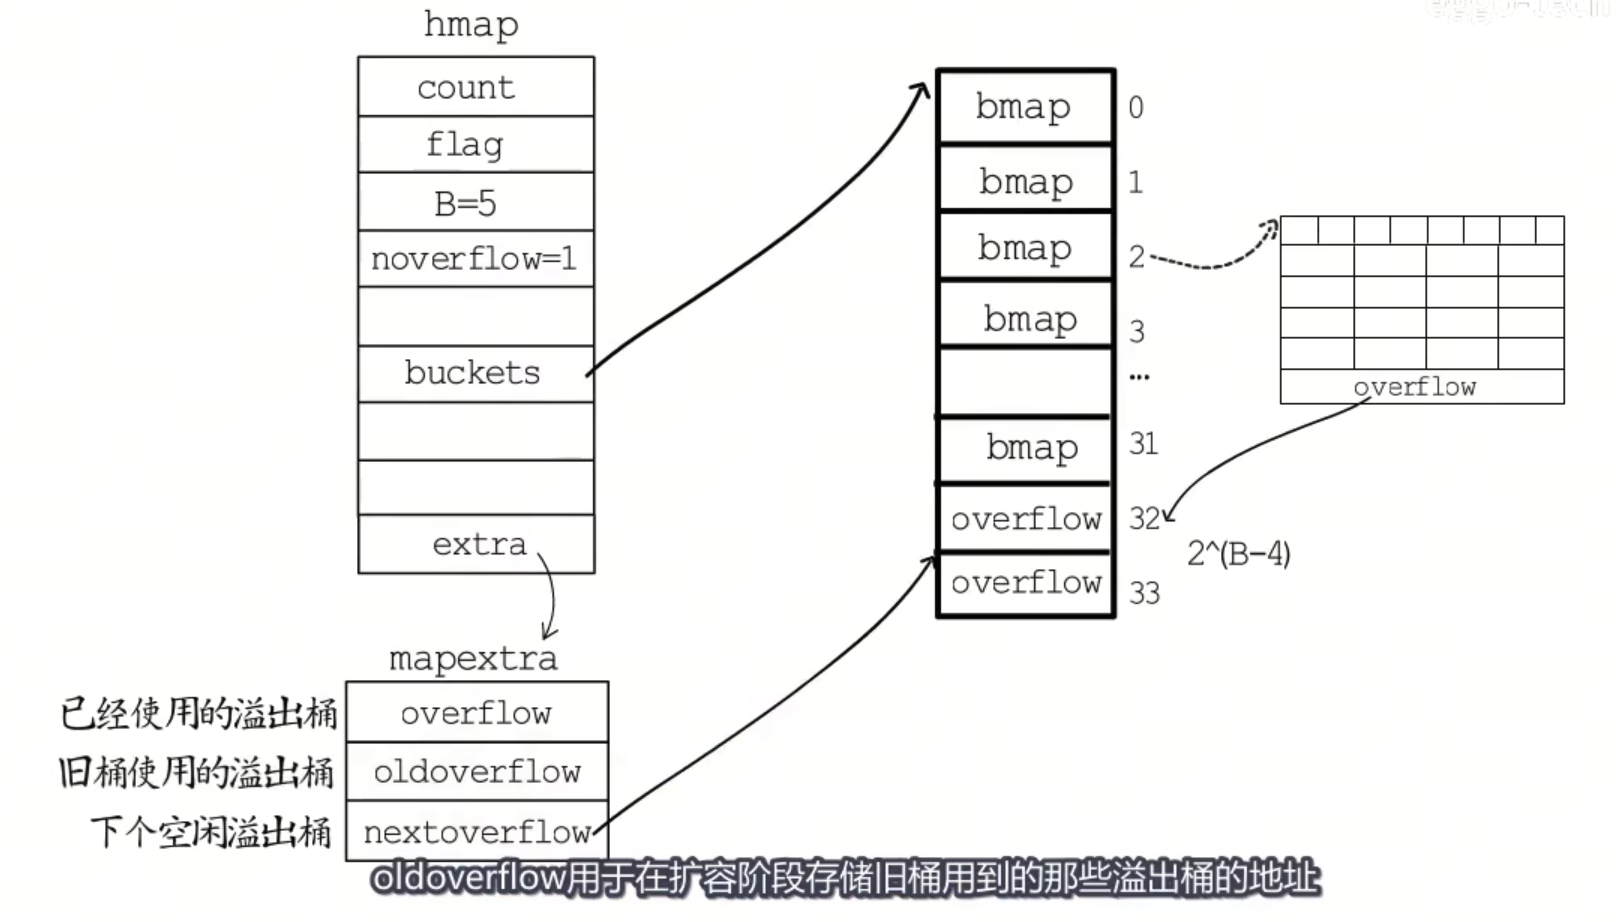 eggo-tech
hmap
count
flag
B=5
noverflow=1
buckets
extra
mapextra
已经使用的溢出桶 overflow
旧桶使用的溢出桶 oldoverflow
下个空闲溢出桶 nextoverflow
bmap 0
bmap 1
bmap 2
bmap 3
...
bmap 31
overflow 32
2^(B-4)
overflow 33
overflow
oldoverflow用于在扩容阶段存储旧桶用到的那些溢出桶的地址